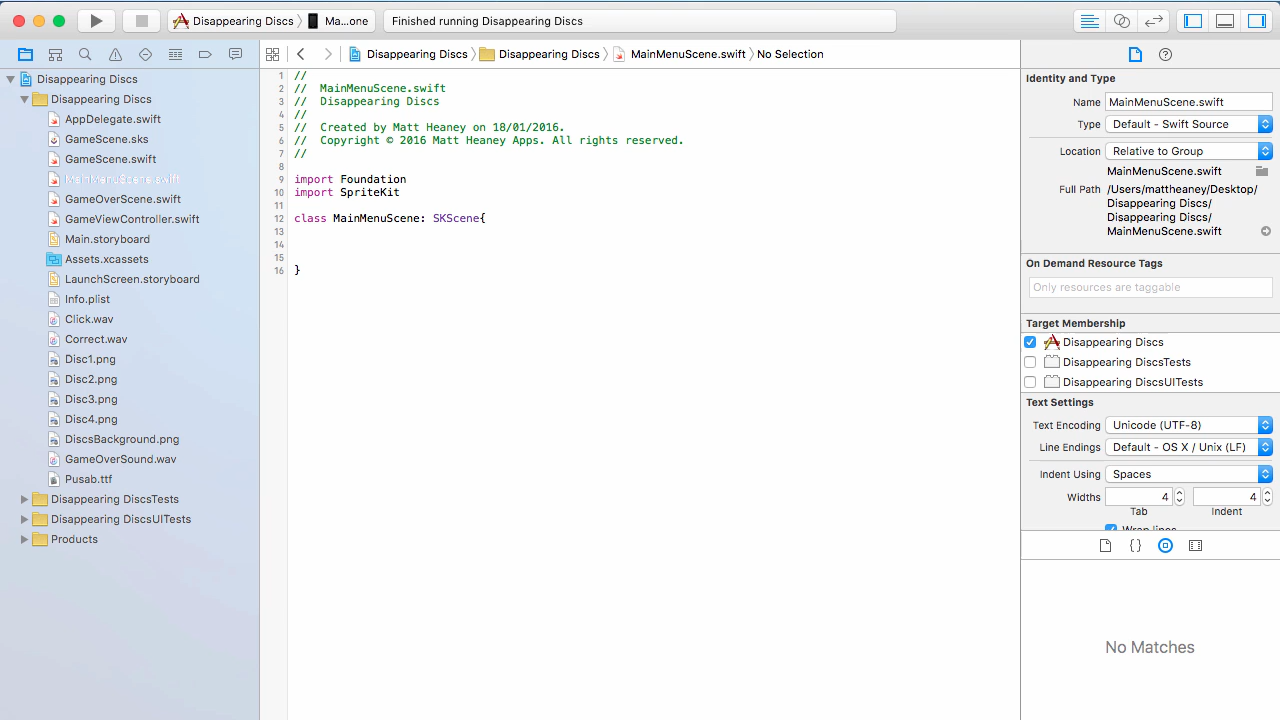 Disappearing Discs
Ma...one
Finished running Disappearing Discs
Disappearing Discs
Disappearing Discs
MainMenuScene.swift
No Selection
Disappearing Discs
Disappearing Discs
AppDelegate.swift
GameScene.sks
GameScene.swift
MainMenuScene.swift
GameOverScene.swift
GameViewController.swift
Main.storyboard
Assets.xcassets
LaunchScreen.storyboard
Info.plist
Click.wav
Correct.wav
Disc1.png
Disc2.png
Disc3.png
Disc4.png
DiscsBackground.png
GameOverSound.wav
Pusab.ttf
Disappearing DiscsTests
Disappearing DiscsUITests
Products
1 //
2 //  MainMenuScene.swift
3 //  Disappearing Discs
4 //
5 //  Created by Matt Heaney on 18/01/2016.
6 //  Copyright © 2016 Matt Heaney Apps. All rights reserved.
7 //
8
9 import Foundation
10 import SpriteKit
11
12 class MainMenuScene: SKScene{
13
14
15
16 }
Identity and Type
Name MainMenuScene.swift
Type Default - Swift Source
Location Relative to Group
MainMenuScene.swift
Full Path /Users/mattheaney/Desktop/
Disappearing Discs/
Disappearing Discs/
MainMenuScene.swift
On Demand Resource Tags
Only resources are taggable
Target Membership
Disappearing Discs
Disappearing DiscsTests
Disappearing DiscsUITests
Text Settings
Text Encoding Unicode (UTF-8)
Line Endings Default - OS X / Unix (LF)
Indent Using Spaces
Widths 4 4
Tab Indent
Wrap lines
No Matches